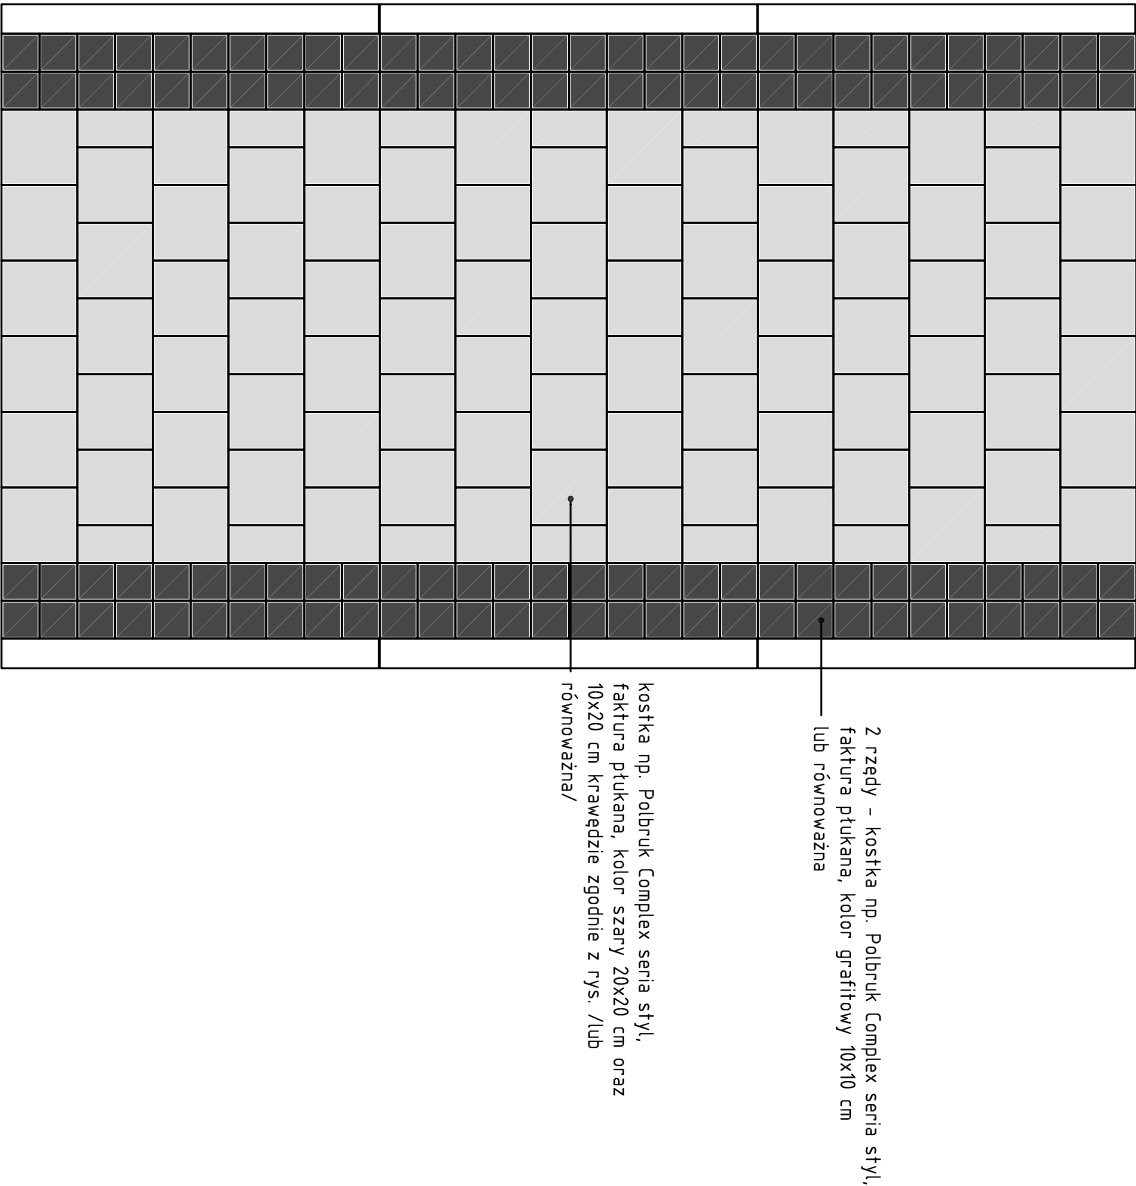 kostka np. Polbruk Complex seria styl,
faktura płukana, kolor szary 20x20 cm oraz
10x20 cm krawędzie zgodnie z rys. /lub
równoważna/
2 rzędy - kostka np. Polbruk Complex seria styl,
faktura płukana, kolor grafitowy 10x10 cm
lub równoważna